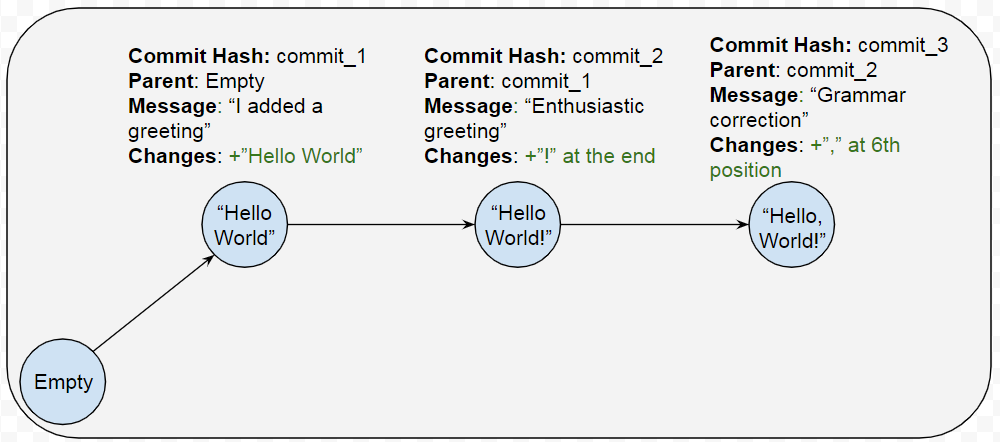 Commit Hash: commit_1
Parent: Empty
Message: “I added a
greeting”
Changes: +”Hello World”
Commit Hash: commit_2
Parent: commit_1
Message: “Enthusiastic
greeting”
Changes: +”!” at the end
Commit Hash: commit_3
Parent: commit_2
Message: “Grammar
correction”
Changes: +”,” at 6th
position
“Hello
World”
“Hello
World!”
“Hello,
World!”
Empty